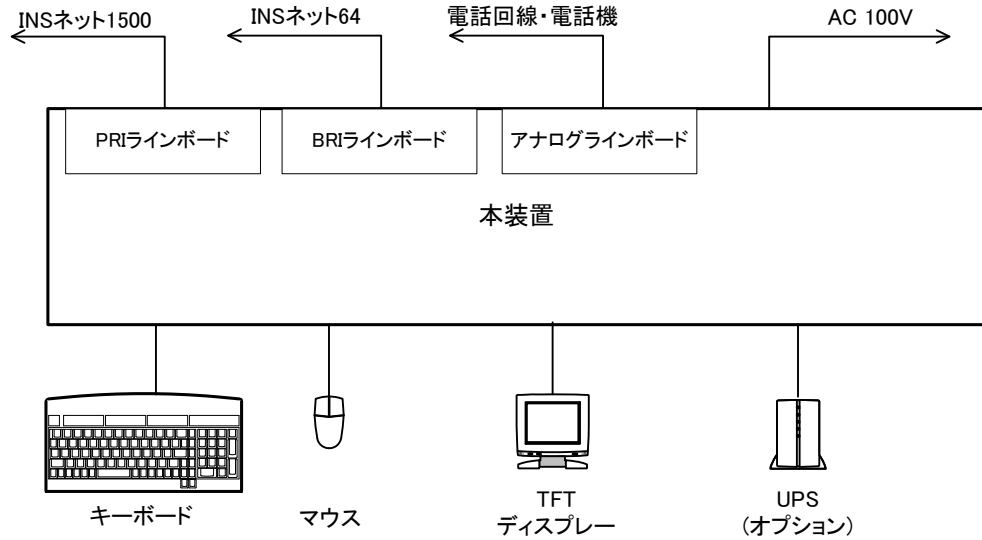 INSネット1500
INSネット64
電話回線・電話機
AC 100V
PRIラインボード
BRIラインボード
アナログラインボード
本装置
キーボード
マウス
TFT
ディスプレー
UPS
(オプション)